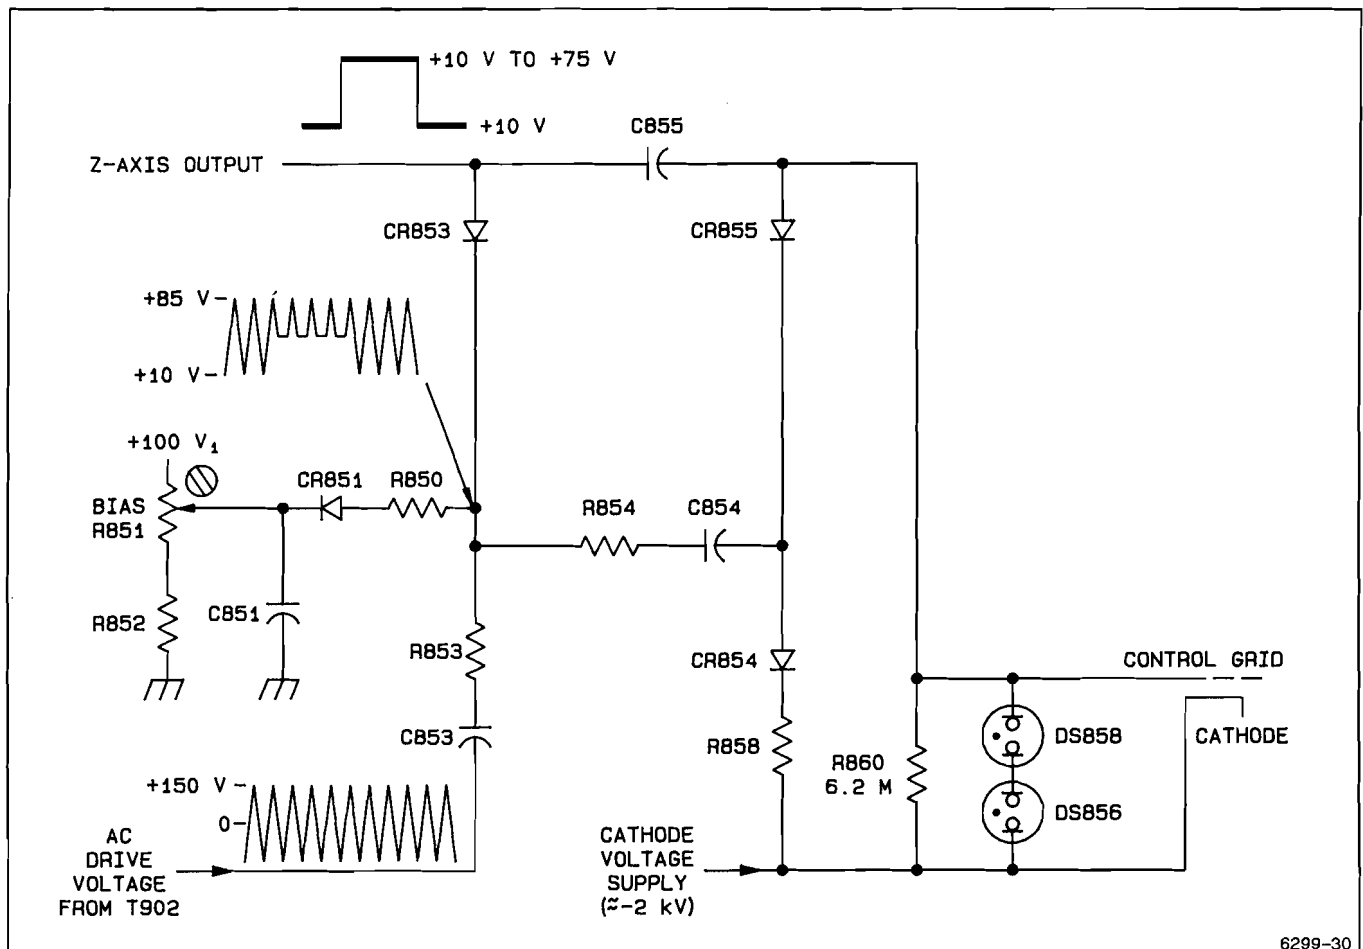 +10 V TO +75 V
+10 V
C855
Z-AXIS OUTPUT
CR853
CR855
+85 V
+10 V
+100 V₁
CR851
R850
BIAS
R851
R854
C854
R852
C851
R853
CR854
CONTROL GRID
C853
R858
R860
6.2 M
DS858
CATHODE
+150 V
0
DS856
AC
DRIVE
VOLTAGE
FROM T902
CATHODE
VOLTAGE
SUPPLY
(≈-2 kV)
6299-30